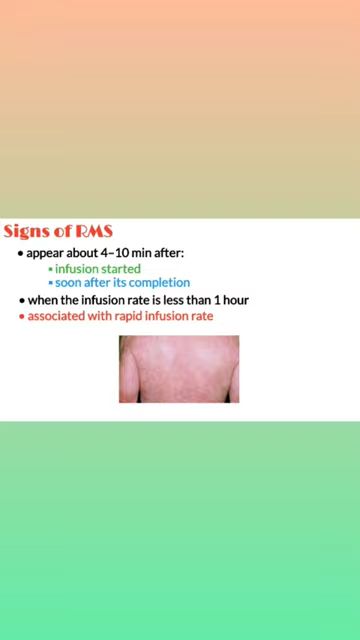 Signs of RMS
• appear about 4–10 min after:
▪ infusion started
▪ soon after its completion
• when the infusion rate is less than 1 hour
• associated with rapid infusion rate